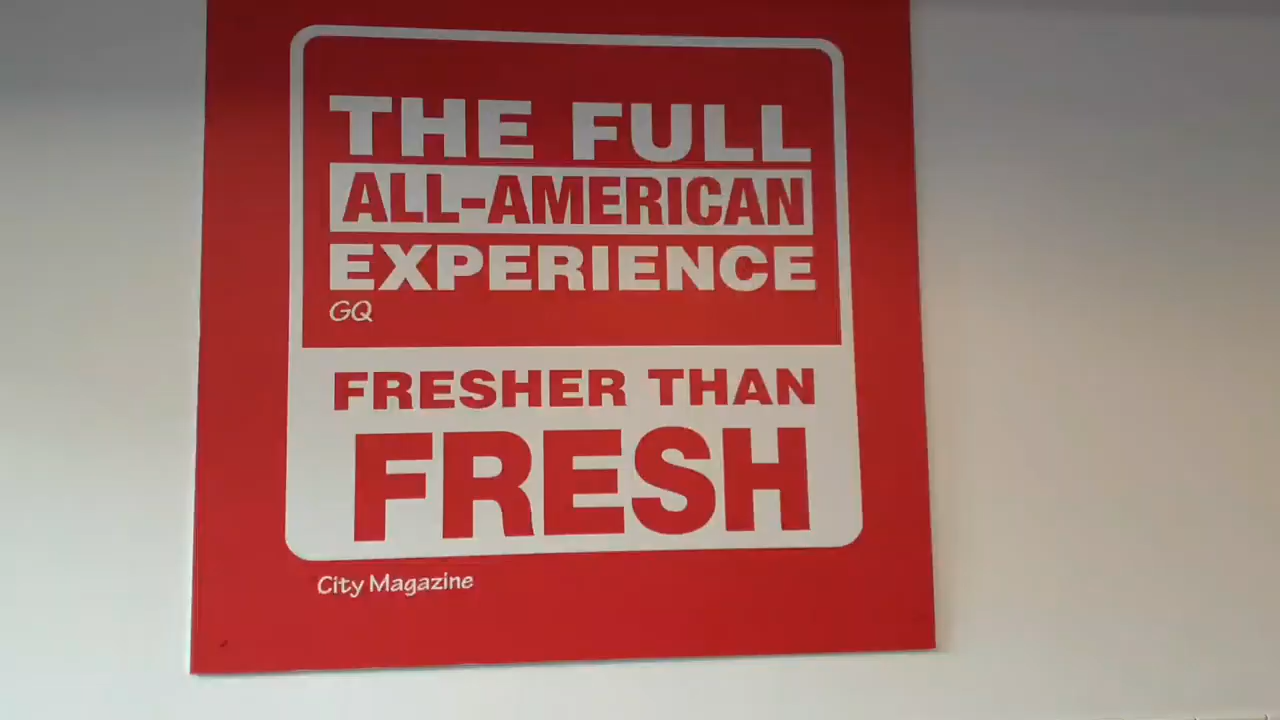 THE FULL
ALL-AMERICAN
EXPERIENCE
GQ
FRESHER THAN
FRESH
City Magazine